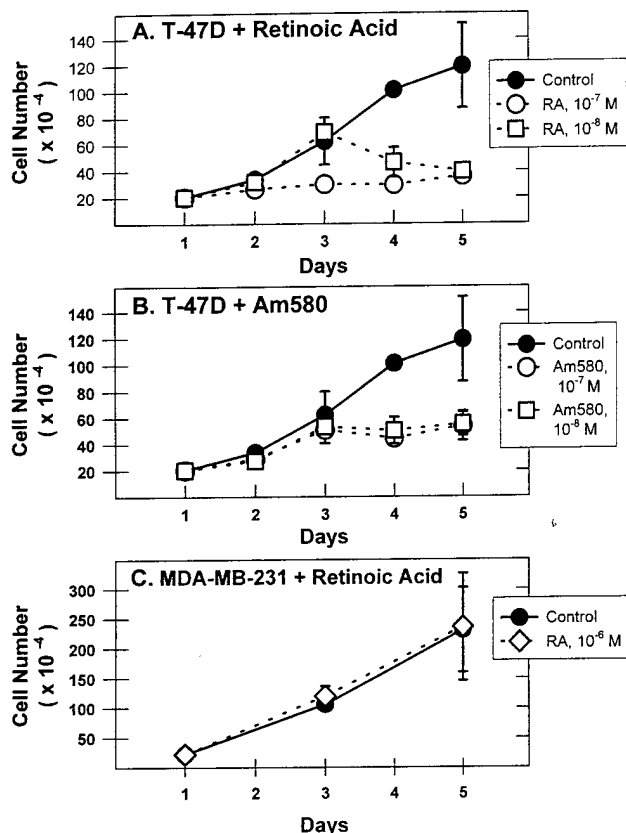 A. T-47D + Retinoic Acid
140
120
100
80
60
40
20
Cell Number
( x 10⁻⁴)
1 2 3 4 5
Days
Control
RA, 10⁻⁷ M
RA, 10⁻⁸ M
B. T-47D + Am580
140
120
100
80
60
40
20
Cell Number
( x 10⁻⁴)
1 2 3 4 5
Days
Control
Am580,
10⁻⁷ M
Am580,
10⁻⁸ M
C. MDA-MB-231 + Retinoic Acid
300
250
200
150
100
50
Cell Number
( x 10⁻⁴)
1 2 3 4 5
Days
Control
RA, 10⁻⁶ M